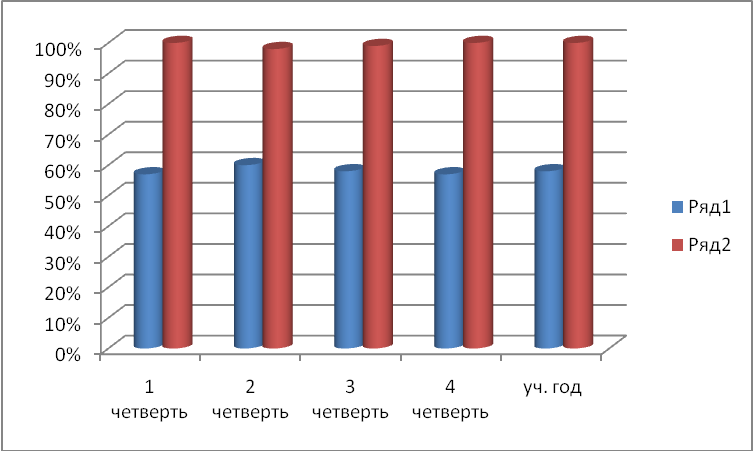 100%
90%
80%
70%
60%
50%
40%
30%
20%
10%
0%
1 четверть
2 четверть
3 четверть
4 четверть
уч. год
Ряд1
Ряд2